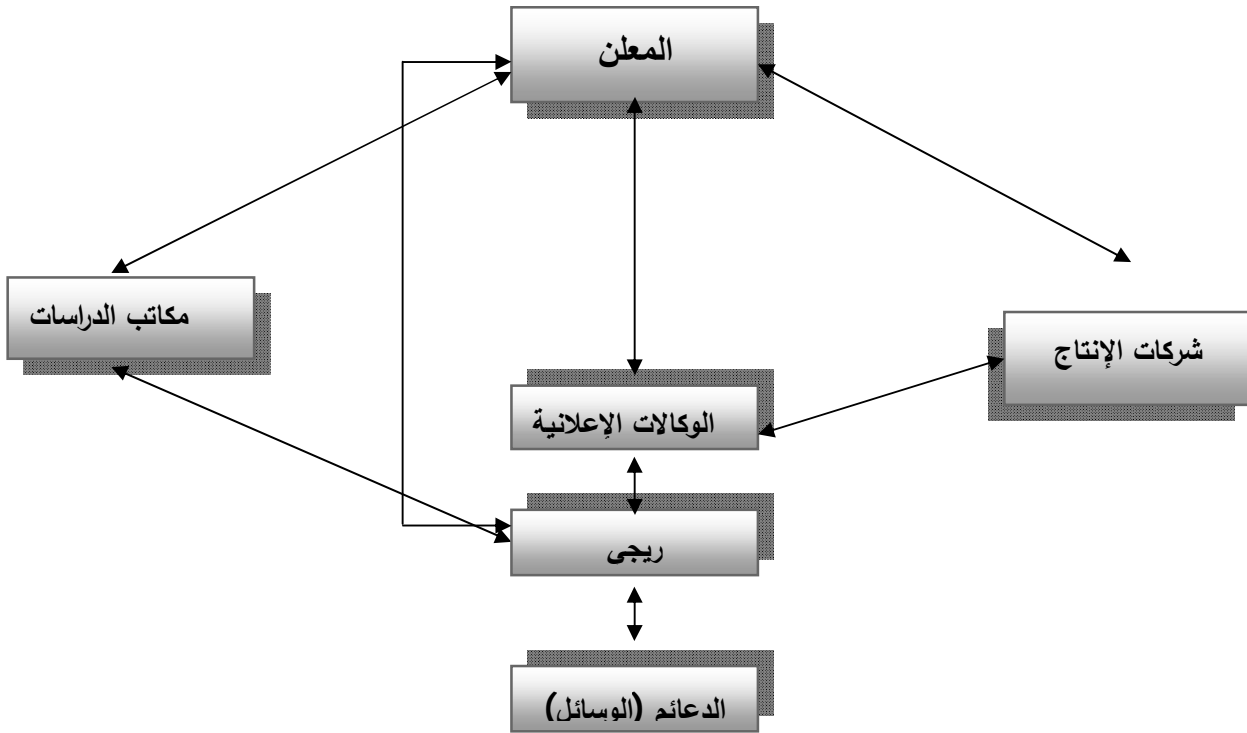 المعلن
مكاتب الدراسات
شركات الإنتاج
الوكالات الإعلانية
ريجى
الدعائم (الوسائل)